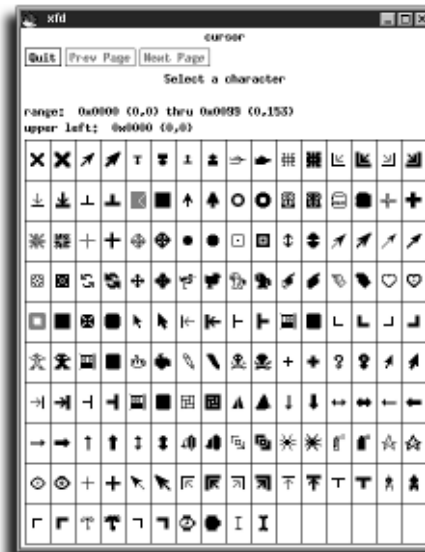 xfd
cursor
Quit Prev Page Next Page
Select a character
range: 0x0000 (0,0) thru 0x0099 (0,153)
upper left: 0x0000 (0,0)